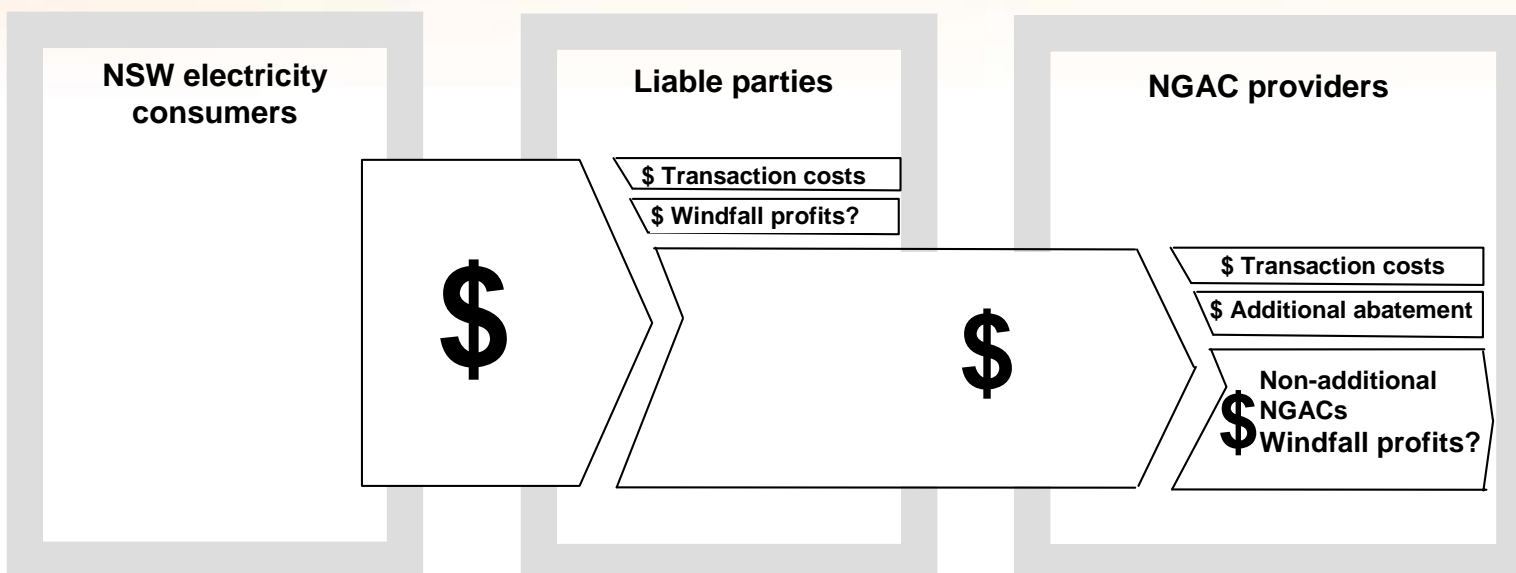 NSW electricity
consumers
Liable parties
NGAC providers
$ Transaction costs
$ Windfall profits?
$
$
$ Transaction costs
$ Additional abatement
$
Non-additional
NGACs
Windfall profits?